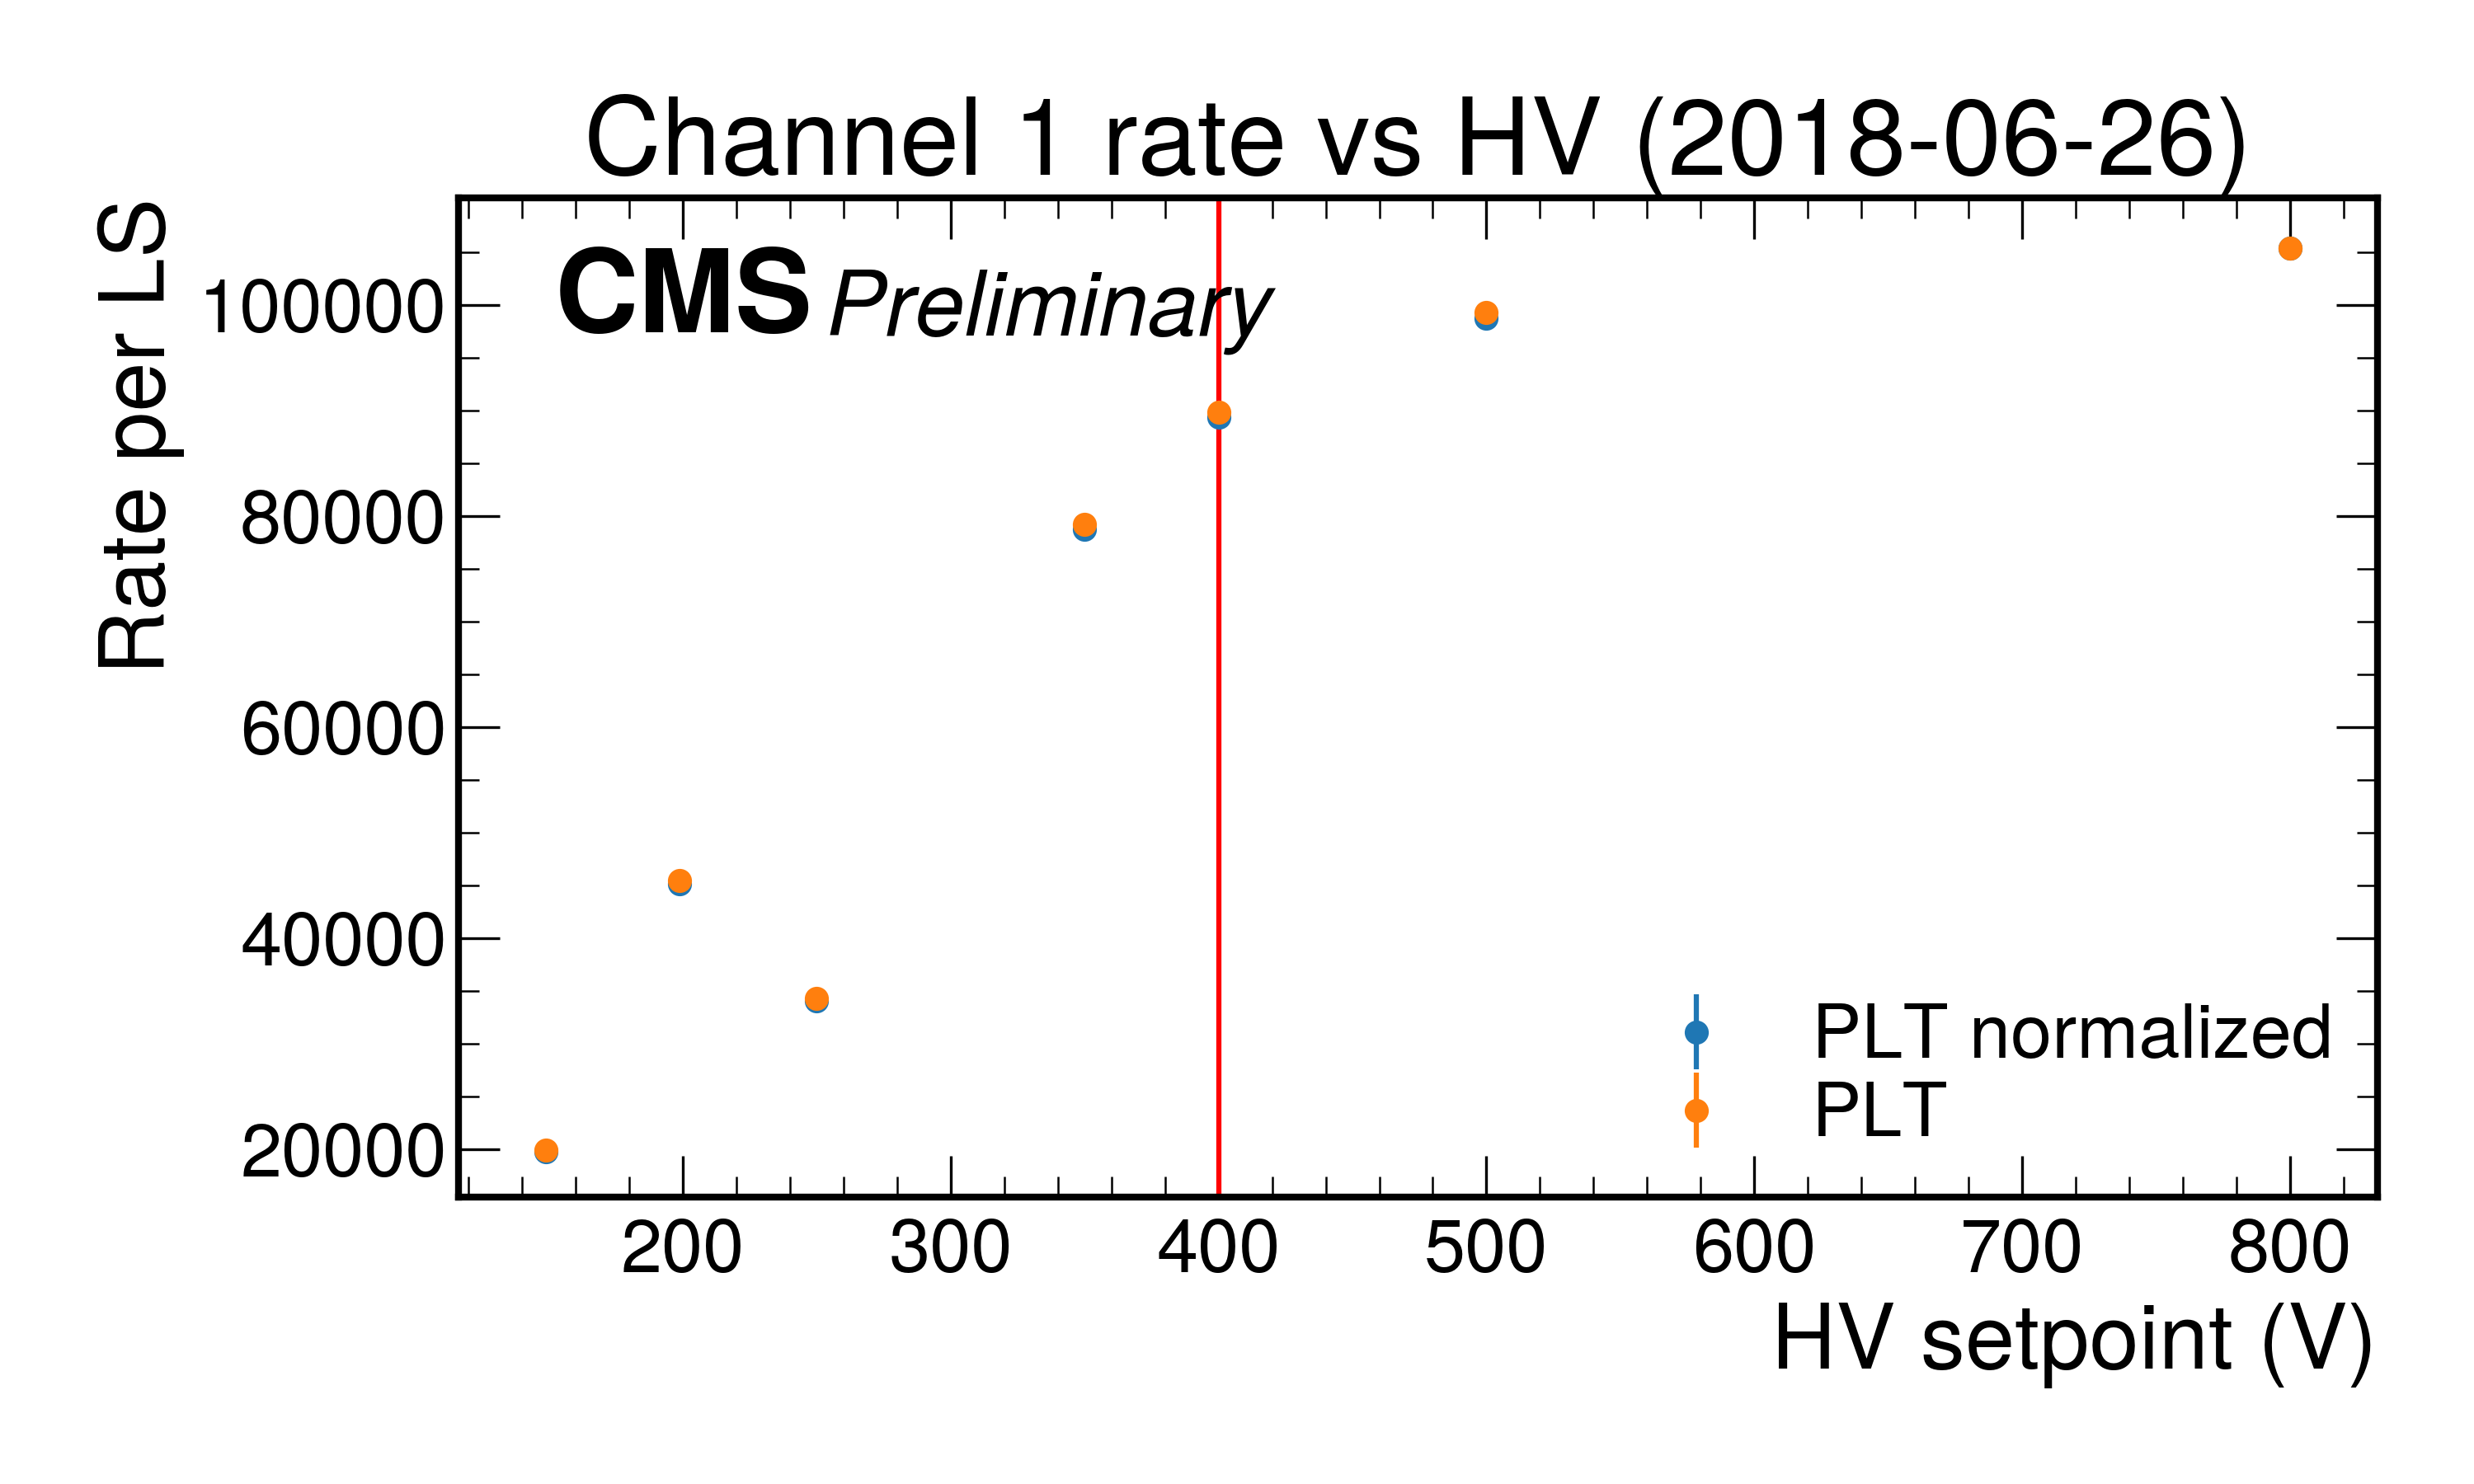 Channel 1 rate vs HV (2018-06-26)
CMS Preliminary
Rate per LS
100000
80000
60000
40000
20000
PLT normalized
PLT
200 300 400 500 600 700 800
HV setpoint (V)